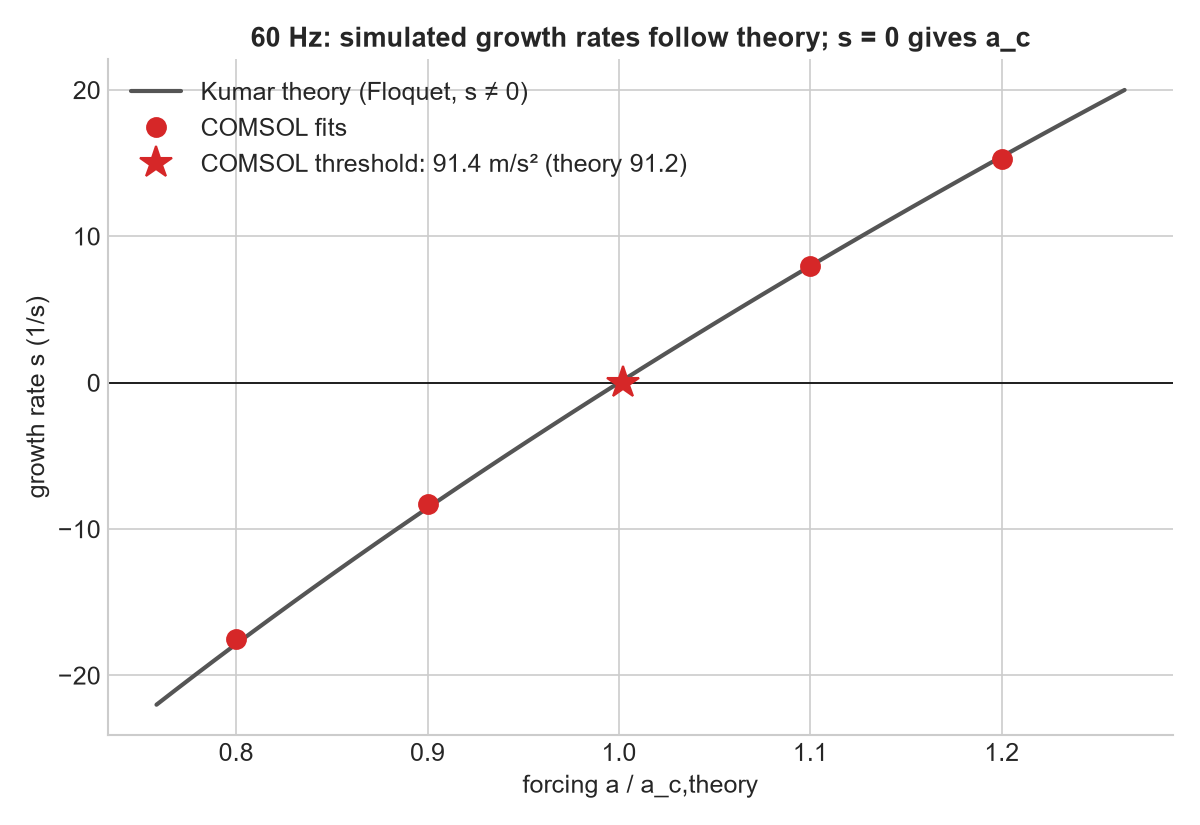 60 Hz: simulated growth rates follow theory; s = 0 gives a_c
Kumar theory (Floquet, s ≠ 0)
COMSOL fits
COMSOL threshold: 91.4 m/s² (theory 91.2)
growth rate s (1/s)
20
10
0
−10
−20
0.8 0.9 1.0 1.1 1.2
forcing a / a_c,theory